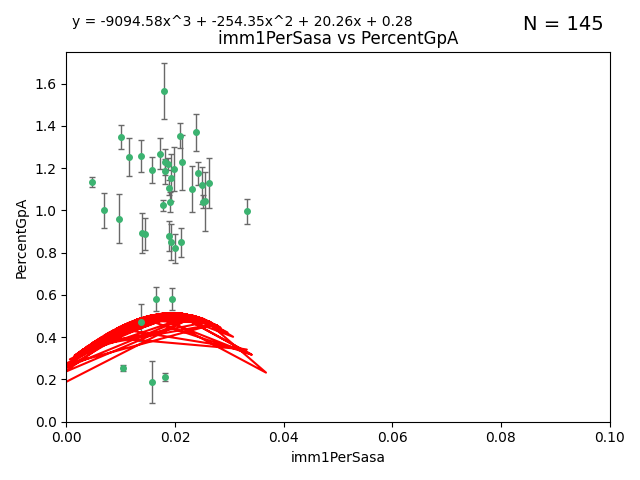 y = -9094.58x^3 + -254.35x^2 + 20.26x + 0.28
N = 145
imm1PerSasa vs PercentGpA
PercentGpA
1.6
1.4
1.2
1.0
0.8
0.6
0.4
0.2
0.0
0.00 0.02 0.04 0.06 0.08 0.10
imm1PerSasa